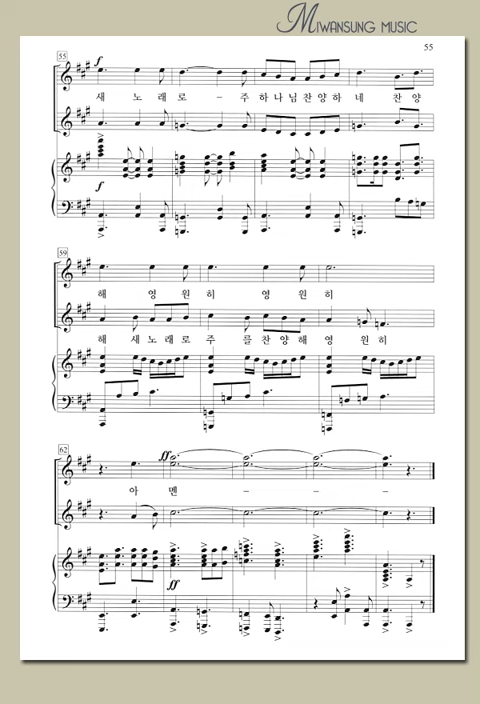 MIWANSUNG MUSIC
55
55
f
새 노 래 로 - 주 하 나 님 찬 양 하 네 찬 양
f
59
해 영 원 히 영 원 히
해 새 노 래 로 주 를 찬 양 해 영 원 히
62
ff
아 멘 - - -
ff